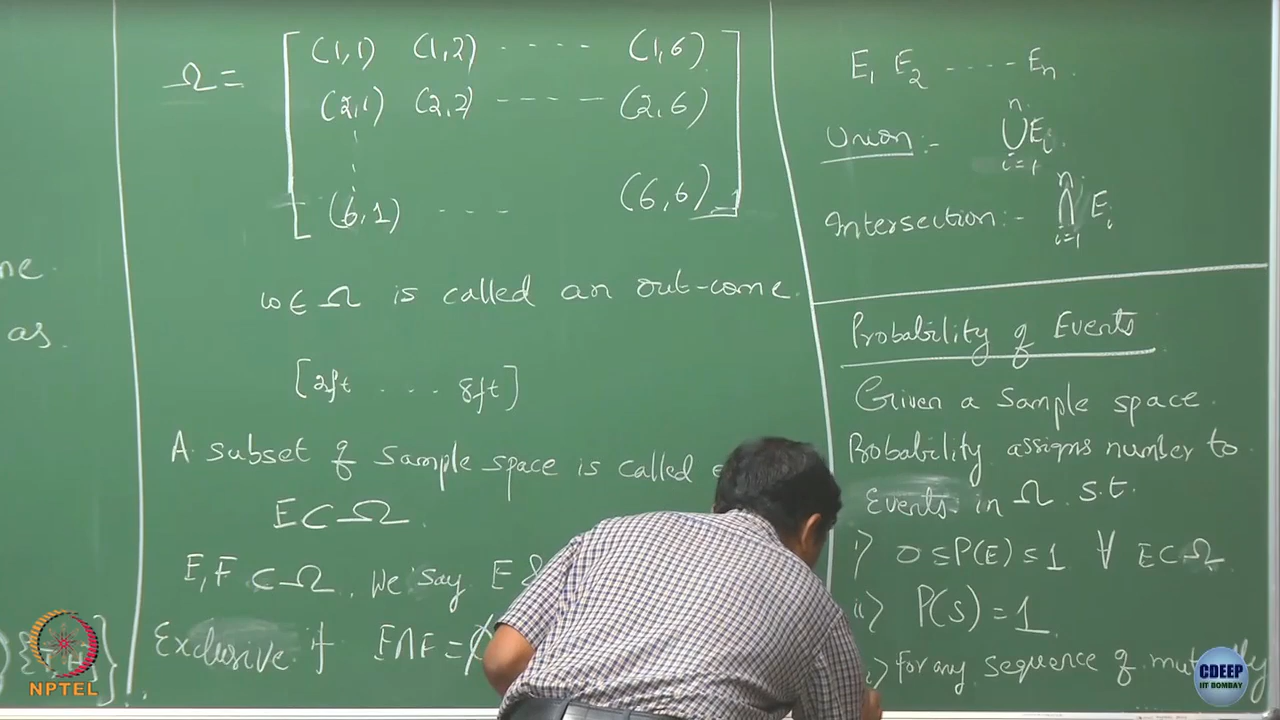 ne.
as
{T,H}}.
Ω = [ (1,1) (1,2) ---- (1,6)
(2,1) (2,2) ---- (2,6)
(6,1) --- (6,6) ]
ω ∈ Ω is called an out-come.
[2ft .... 8ft]
A subset of sample space is called
E ⊂ Ω.
E, F ⊂ Ω. We say E &
Exclusive if E∩F = ϕ
E₁ E₂ ----- Eₙ.
Union:- ⋃ⁿᵢ₌₁ Eᵢ.
Intersection:- ⋂ⁿᵢ₌₁ Eᵢ
Probability of Events
Given a sample space.
Probability assigns number to
Events in Ω s.t.
i) 0 ≤ P(E) ≤ 1 ∀ E ⊂ Ω
ii) P(S) = 1
) For any sequence of mutually
NPTEL
CDEEP
IIT BOMBAY